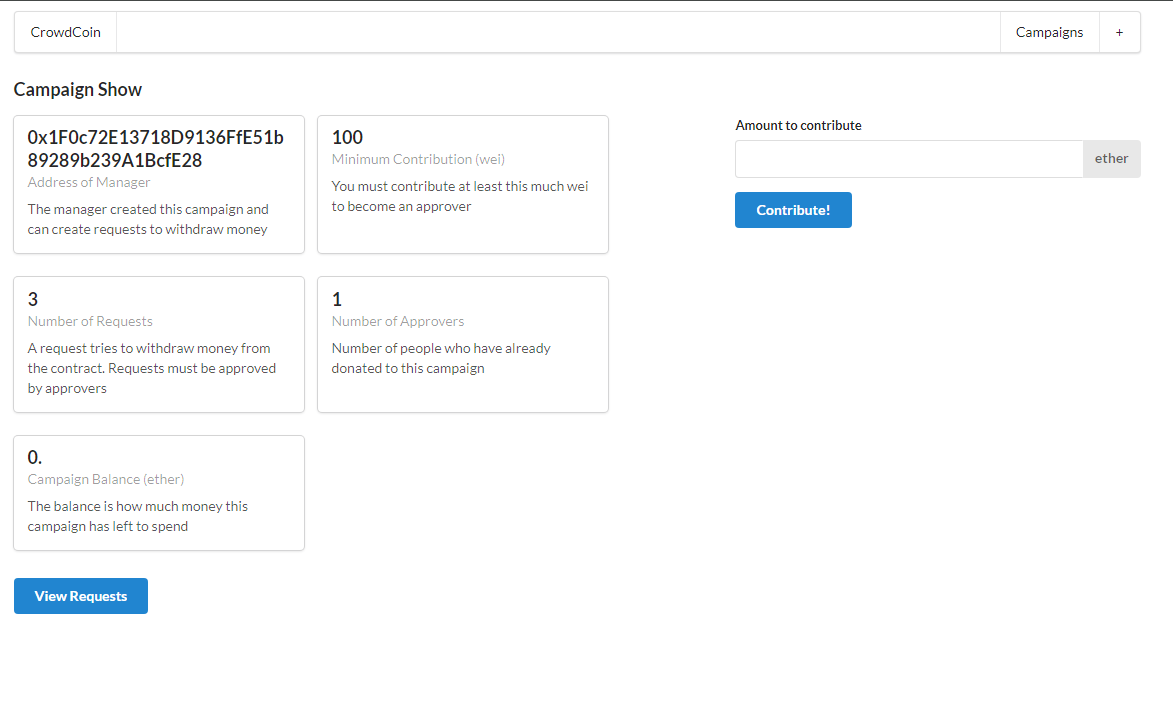 CrowdCoin
Campaigns
+
Campaign Show
0x1F0c72E13718D9136FfE51b
89289b239A1BcfE28
Address of Manager
The manager created this campaign and
can create requests to withdraw money
100
Minimum Contribution (wei)
You must contribute at least this much wei
to become an approver
3
Number of Requests
A request tries to withdraw money from
the contract. Requests must be approved
by approvers
1
Number of Approvers
Number of people who have already
donated to this campaign
0.
Campaign Balance (ether)
The balance is how much money this
campaign has left to spend
View Requests
Amount to contribute
ether
Contribute!